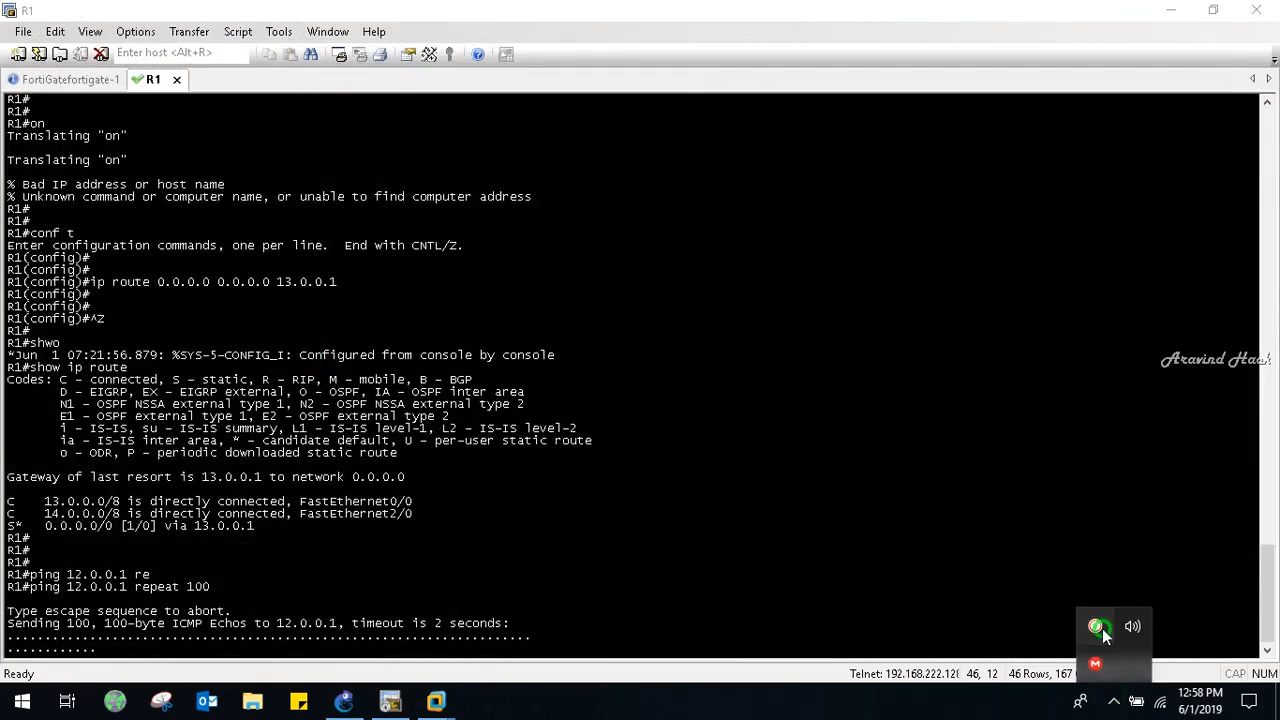 R1
File Edit View Options Transfer Script Tools Window Help
Enter host <Alt+R>
FortiGatefortigate-1 R1
R1#
R1#
R1#on
Translating "on"
Translating "on"
% Bad IP address or host name
% Unknown command or computer name, or unable to find computer address
R1#
R1#
R1#conf t
Enter configuration commands, one per line.  End with CNTL/Z.
R1(config)#
R1(config)#
R1(config)#ip route 0.0.0.0 0.0.0.0 13.0.0.1
R1(config)#
R1(config)#
R1(config)#^Z
R1#
R1#shwo
*Jun  1 07:21:56.879: %SYS-5-CONFIG_I: Configured from console by console
R1#show ip route
Codes: C - connected, S - static, R - RIP, M - mobile, B - BGP
D - EIGRP, EX - EIGRP external, O - OSPF, IA - OSPF inter area
N1 - OSPF NSSA external type 1, N2 - OSPF NSSA external type 2
E1 - OSPF external type 1, E2 - OSPF external type 2
i - IS-IS, su - IS-IS summary, L1 - IS-IS level-1, L2 - IS-IS level-2
ia - IS-IS inter area, * - candidate default, U - per-user static route
o - ODR, P - periodic downloaded static route
Gateway of last resort is 13.0.0.1 to network 0.0.0.0
C    13.0.0.0/8 is directly connected, FastEthernet0/0
C    14.0.0.0/8 is directly connected, FastEthernet2/0
S*   0.0.0.0/0 [1/0] via 13.0.0.1
R1#
R1#
R1#
R1#ping 12.0.0.1 re
R1#ping 12.0.0.1 repeat 100
Type escape sequence to abort.
Sending 100, 100-byte ICMP Echos to 12.0.0.1, timeout is 2 seconds:
......................................................................
............
Aravind Haak
Ready
Telnet: 192.168.222.128 46, 12 46 Rows, 167 CAP NUM
12:58 PM
6/1/2019